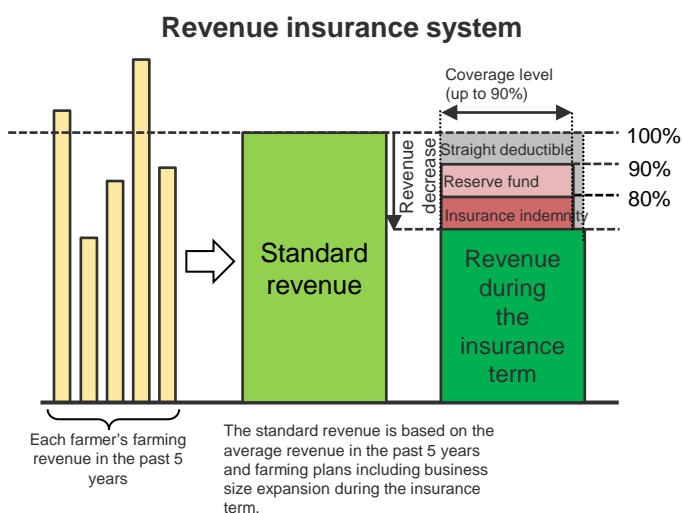 Revenue insurance system
Coverage level
(up to 90%)
100%
Straight deductible
90%
Reserve fund
80%
Insurance indemnity
Revenue
decrease
Standard
revenue
Revenue
during
the
insurance
term
Each farmer's farming
revenue in the past 5
years
The standard revenue is based on the
average revenue in the past 5 years
and farming plans including business
size expansion during the insurance
term.